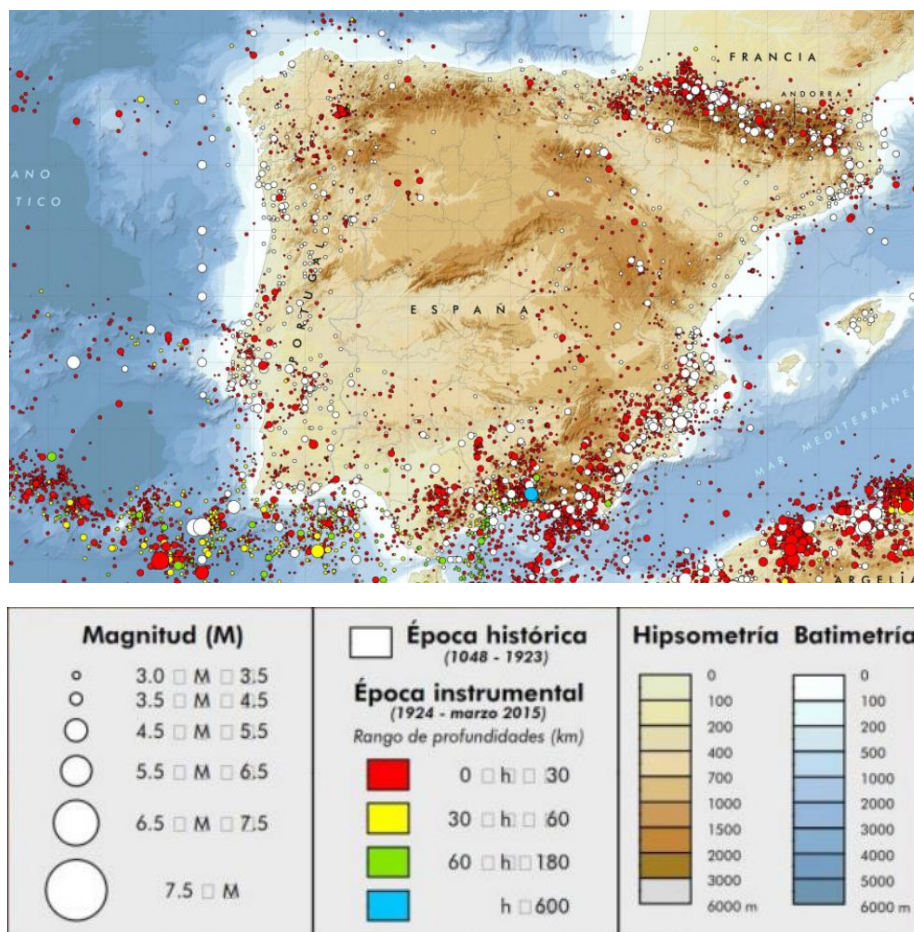 MAR CANTÁBRICO
FRANCIA
ANDORRA
ANO
TICO
PORTUGAL
ESPAÑA
MAR MEDITERRÁNE
ARGELIA
Magnitud (M)
3.0 □ M □ 3.5
3.5 □ M □ 4.5
4.5 □ M □ 5.5
5.5 □ M □ 6.5
6.5 □ M □ 7.5
7.5 □ M
Época histórica
(1048 - 1923)
Época instrumental
(1924 - marzo 2015)
Rango de profundidades (km)
0 □ h □ 30
30 □ h □ 60
60 □ h □ 180
h □ 600
Hipsometría
0
100
200
400
700
1000
1500
2000
3000
6000 m
Batimetría
0
100
200
500
1000
2000
3000
4000
5000
6000 m